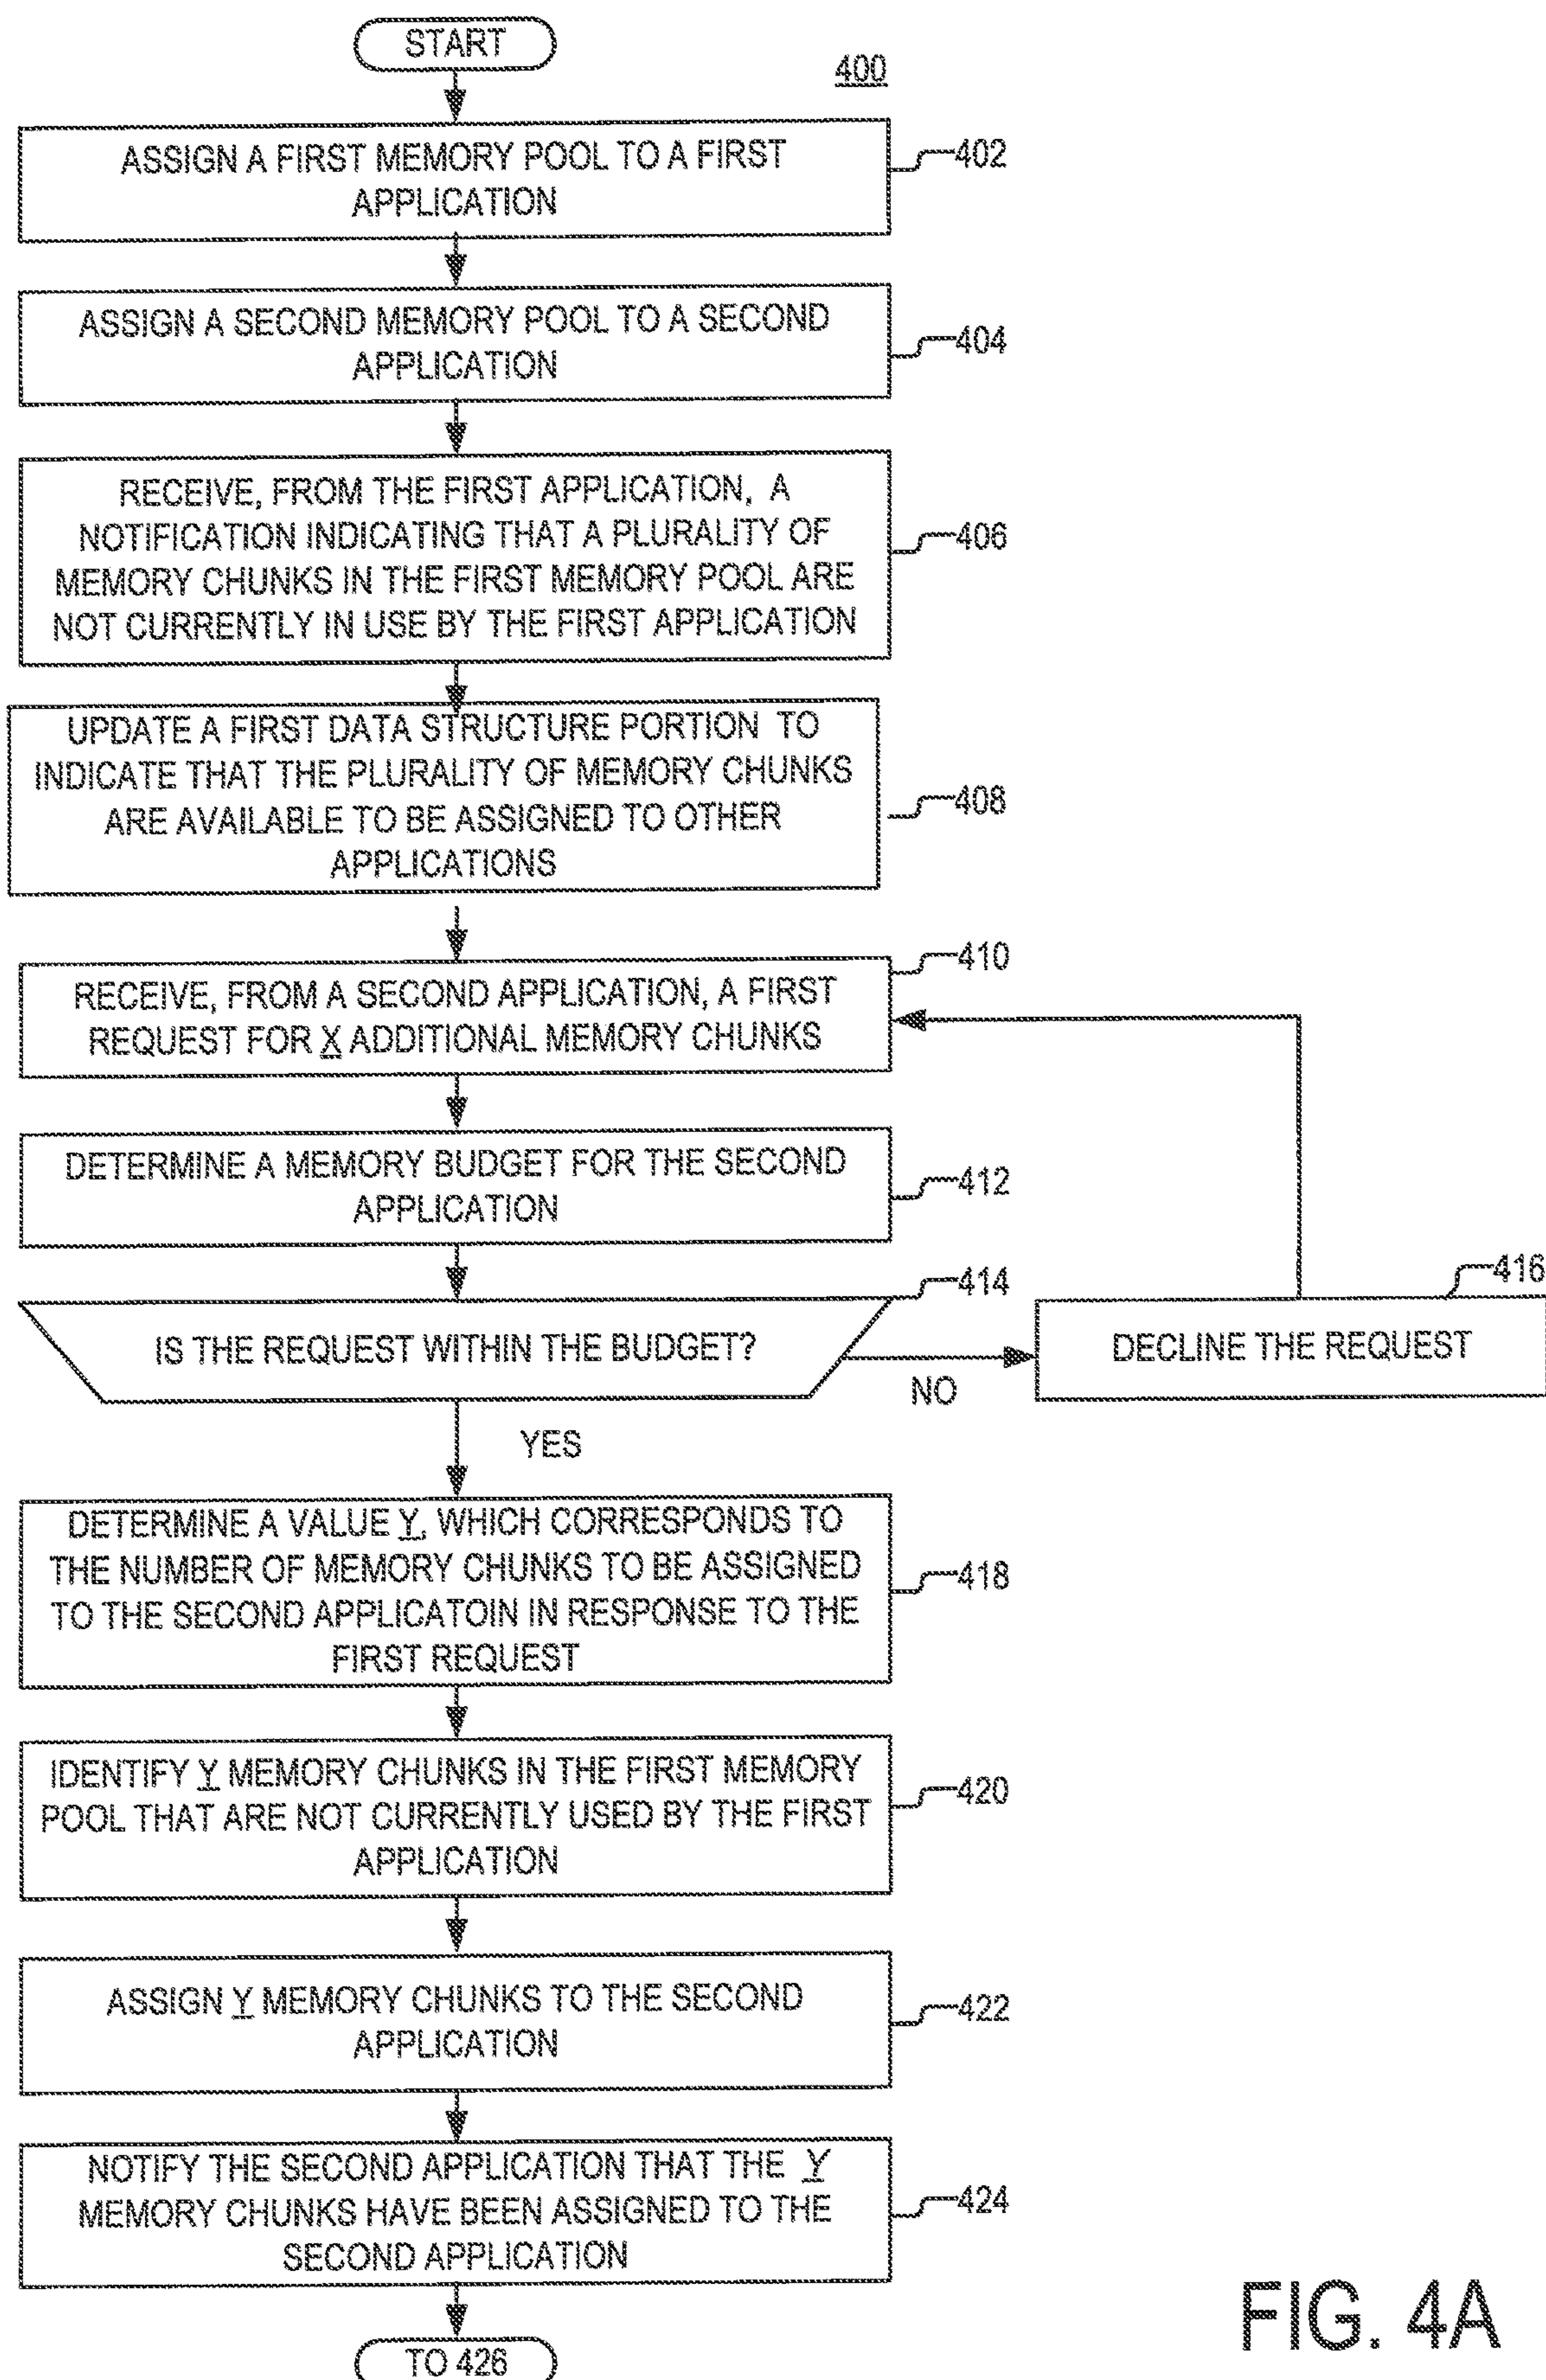 START
400
ASSIGN A FIRST MEMORY POOL TO A FIRST
APPLICATION
402
ASSIGN A SECOND MEMORY POOL TO A SECOND
APPLICATION
404
RECEIVE, FROM THE FIRST APPLICATION, A
NOTIFICATION INDICATING THAT A PLURALITY OF
MEMORY CHUNKS IN THE FIRST MEMORY POOL ARE
NOT CURRENTLY IN USE BY THE FIRST APPLICATION
406
UPDATE A FIRST DATA STRUCTURE PORTION TO
INDICATE THAT THE PLURALITY OF MEMORY CHUNKS
ARE AVAILABLE TO BE ASSIGNED TO OTHER
APPLICATIONS
408
RECEIVE, FROM A SECOND APPLICATION, A FIRST
REQUEST FOR X ADDITIONAL MEMORY CHUNKS
410
DETERMINE A MEMORY BUDGET FOR THE SECOND
APPLICATION
412
IS THE REQUEST WITHIN THE BUDGET?
414
NO
DECLINE THE REQUEST
416
YES
DETERMINE A VALUE Y, WHICH CORRESPONDS TO
THE NUMBER OF MEMORY CHUNKS TO BE ASSIGNED
TO THE SECOND APPLICATOIN IN RESPONSE TO THE
FIRST REQUEST
418
IDENTIFY Y MEMORY CHUNKS IN THE FIRST MEMORY
POOL THAT ARE NOT CURRENTLY USED BY THE FIRST
APPLICATION
420
ASSIGN Y MEMORY CHUNKS TO THE SECOND
APPLICATION
422
NOTIFY THE SECOND APPLICATION THAT THE Y
MEMORY CHUNKS HAVE BEEN ASSIGNED TO THE
SECOND APPLICATION
424
TO 426
FIG. 4A